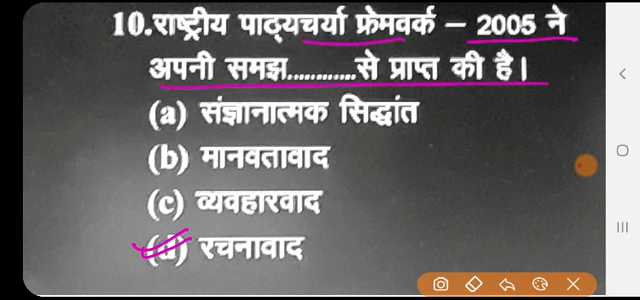 10.राष्ट्रीय पाठ्यचर्या फ्रेमवर्क – 2005 ने
अपनी समझ............से प्राप्त की है।
(a) संज्ञानात्मक सिद्धांत
(b) मानवतावाद
(c) व्यवहारवाद
(d) रचनावाद